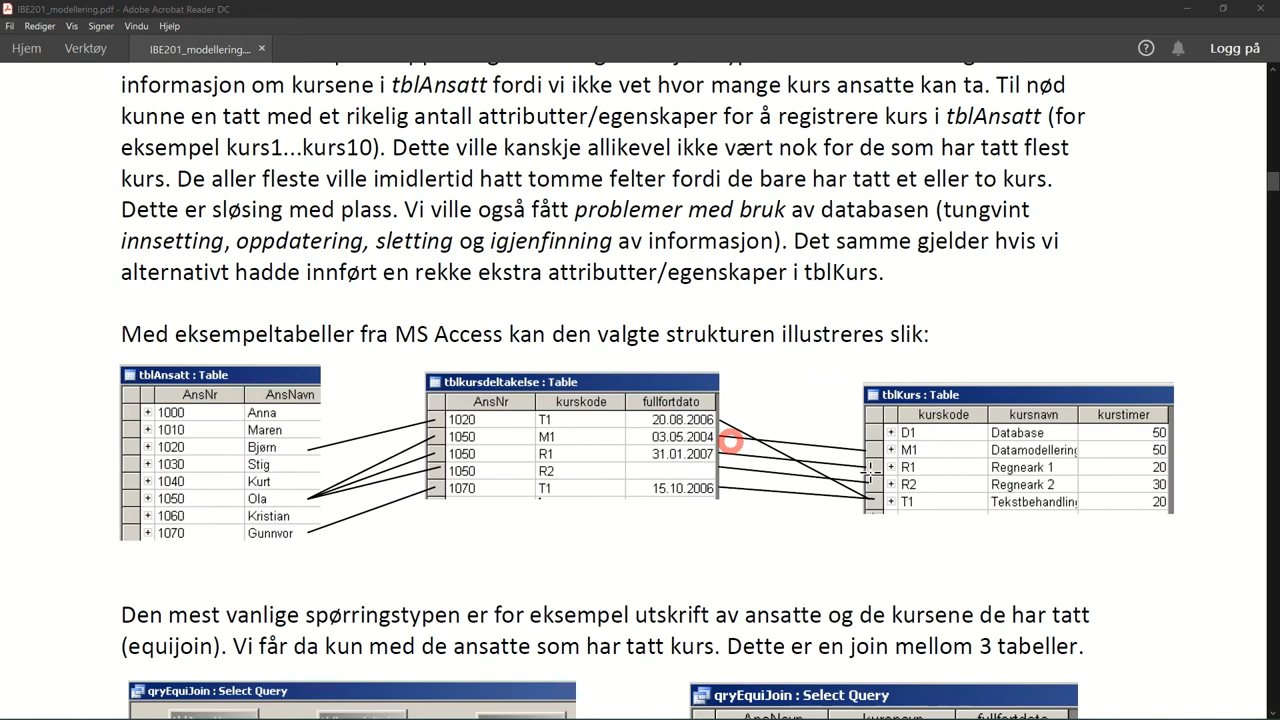 IBE201_modellering.pdf - Adobe Acrobat Reader DC
Fil Rediger Vis Signer Vindu Hjelp
Hjem Verktøy IBE201_modellering.... × ? Logg på
informasjon om kursene i tblAnsatt fordi vi ikke vet hvor mange kurs ansatte kan ta. Til nød
kunne en tatt med et rikelig antall attributter/egenskaper for å registrere kurs i tblAnsatt (for
eksempel kurs1...kurs10). Dette ville kanskje allikevel ikke vært nok for de som har tatt flest
kurs. De aller fleste ville imidlertid hatt tomme felter fordi de bare har tatt et eller to kurs.
Dette er sløsing med plass. Vi ville også fått problemer med bruk av databasen (tungvint
innsetting, oppdatering, sletting og igjenfinning av informasjon). Det samme gjelder hvis vi
alternativt hadde innført en rekke ekstra attributter/egenskaper i tblKurs.
Med eksempeltabeller fra MS Access kan den valgte strukturen illustreres slik:
tblAnsatt : Table
AnsNr AnsNavn
1000 Anna
1010 Maren
1020 Bjørn
1030 Stig
1040 Kurt
1050 Ola
1060 Kristian
1070 Gunnvor
tblkursdeltakelse : Table
AnsNr kurskode fullfortdato
1020 T1 20.08.2006
1050 M1 03.05.2004
1050 R1 31.01.2007
1050 R2
1070 T1 15.10.2006
tblKurs : Table
kurskode kursnavn kurstimer
D1 Database 50
M1 Datamodellering 50
R1 Regneark 1 20
R2 Regneark 2 30
T1 Tekstbehandling 20
Den mest vanlige spørringstypen er for eksempel utskrift av ansatte og de kursene de har tatt
(equijoin). Vi får da kun med de ansatte som har tatt kurs. Dette er en join mellom 3 tabeller.
qryEquiJoin : Select Query
qryEquiJoin : Select Query
AnsNavn kursnavn fullfortdato